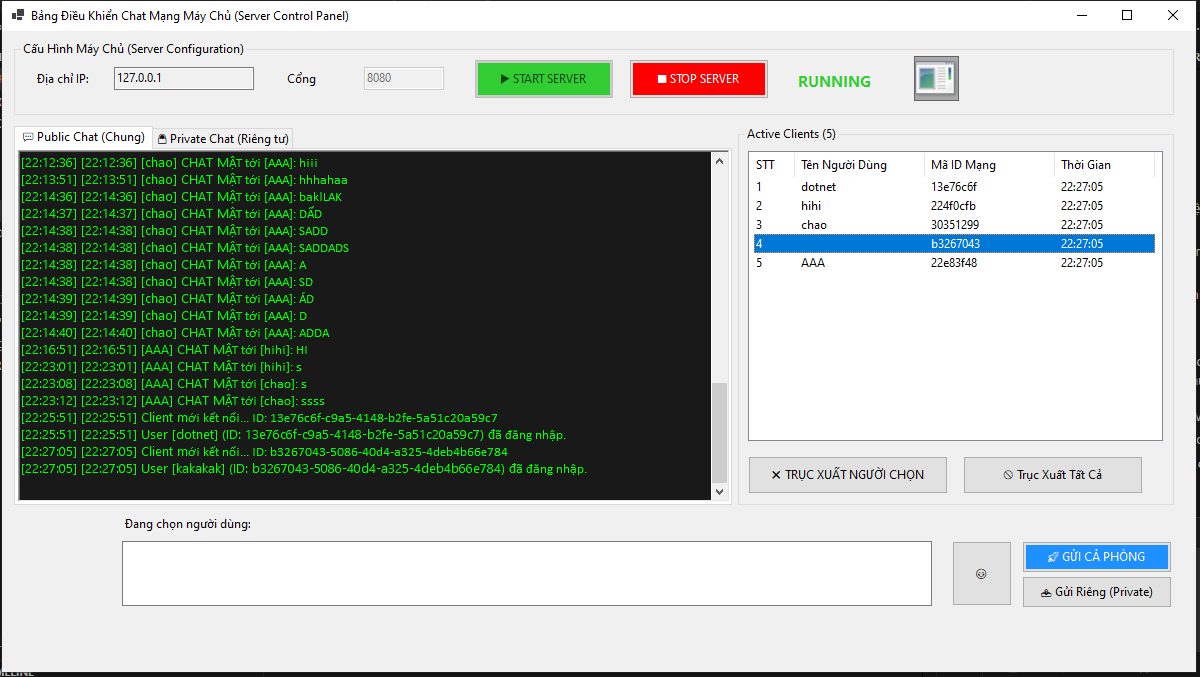 Bảng Điều Khiển Chat Mạng Máy Chủ (Server Control Panel)
Cấu Hình Máy Chủ (Server Configuration)
Địa chỉ IP: 127.0.0.1 Cổng 8080 ▶ START SERVER ■ STOP SERVER RUNNING
Public Chat (Chung) Private Chat (Riêng tư)
[22:12:36] [22:12:36] [chao] CHAT MẬT tới [AAA]: hiii
[22:13:51] [22:13:51] [chao] CHAT MẬT tới [AAA]: hhhahaa
[22:14:36] [22:14:36] [chao] CHAT MẬT tới [AAA]: baklLAK
[22:14:37] [22:14:37] [chao] CHAT MẬT tới [AAA]: DẤD
[22:14:38] [22:14:38] [chao] CHAT MẬT tới [AAA]: SADD
[22:14:38] [22:14:38] [chao] CHAT MẬT tới [AAA]: SADDADS
[22:14:38] [22:14:38] [chao] CHAT MẬT tới [AAA]: A
[22:14:38] [22:14:38] [chao] CHAT MẬT tới [AAA]: SD
[22:14:39] [22:14:39] [chao] CHAT MẬT tới [AAA]: ÁD
[22:14:39] [22:14:39] [chao] CHAT MẬT tới [AAA]: D
[22:14:40] [22:14:40] [chao] CHAT MẬT tới [AAA]: ADDA
[22:16:51] [22:16:51] [AAA] CHAT MẬT tới [hihi]: HI
[22:23:01] [22:23:01] [AAA] CHAT MẬT tới [hihi]: s
[22:23:08] [22:23:08] [AAA] CHAT MẬT tới [chao]: s
[22:23:12] [22:23:12] [AAA] CHAT MẬT tới [chao]: ssss
[22:25:51] [22:25:51] Client mới kết nối... ID: 13e76c6f-c9a5-4148-b2fe-5a51c20a59c7
[22:25:51] [22:25:51] User [dotnet] (ID: 13e76c6f-c9a5-4148-b2fe-5a51c20a59c7) đã đăng nhập.
[22:27:05] [22:27:05] Client mới kết nối... ID: b3267043-5086-40d4-a325-4deb4b66e784
[22:27:05] [22:27:05] User [kakakak] (ID: b3267043-5086-40d4-a325-4deb4b66e784) đã đăng nhập.
Active Clients (5)
STT Tên Người Dùng Mã ID Mạng Thời Gian
1 dotnet 13e76c6f 22:27:05
2 hihi 224f0cfb 22:27:05
3 chao 30351299 22:27:05
4 b3267043 22:27:05
5 AAA 22e83f48 22:27:05
✕ TRỤC XUẤT NGƯỜI CHỌN Trục Xuất Tất Cả
Đang chọn người dùng:
GỬI CẢ PHÒNG
Gửi Riêng (Private)